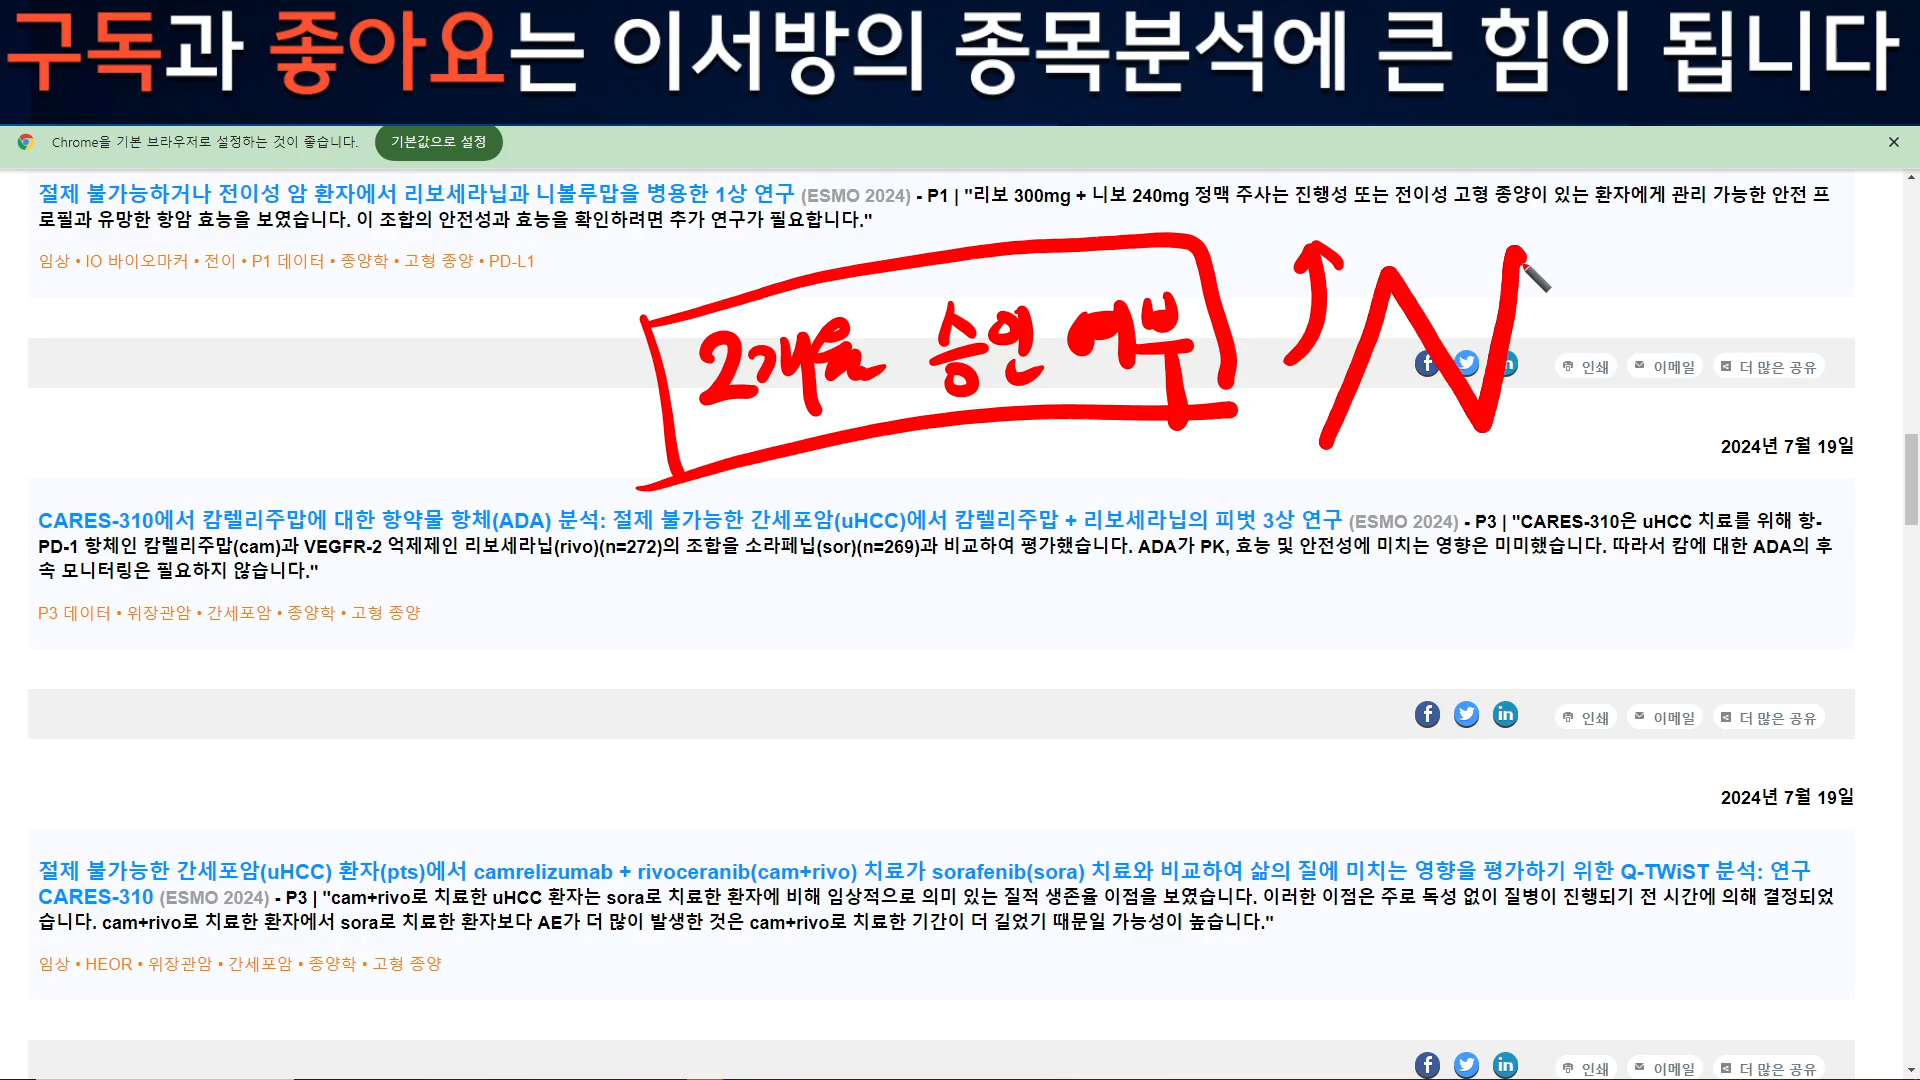 구독과 좋아요는 이서방의 종목분석에 큰 힘이 됩니다
Chrome을 기본 브라우저로 설정하는 것이 좋습니다. 기본값으로 설정
절제 불가능하거나 전이성 암 환자에서 리보세라닙과 니볼루맙을 병용한 1상 연구 (ESMO 2024) - P1 | "리보 300mg + 니보 240mg 정맥 주사는 진행성 또는 전이성 고형 종양이 있는 환자에게 관리 가능한 안전 프
로필과 유망한 항암 효능을 보였습니다. 이 조합의 안전성과 효능을 확인하려면 추가 연구가 필요합니다."
임상 • IO 바이오마커 • 전이 • P1 데이터 • 종양학 • 고형 종양 • PD-L1
2개월 승인 여부
N
인쇄 이메일 더 많은 공유
2024년 7월 19일
CARES-310에서 캄렐리주맙에 대한 항약물 항체(ADA) 분석: 절제 불가능한 간세포암(uHCC)에서 캄렐리주맙 + 리보세라닙의 피벗 3상 연구 (ESMO 2024) - P3 | "CARES-310은 uHCC 치료를 위해 항-
PD-1 항체인 캄렐리주맙(cam)과 VEGFR-2 억제제인 리보세라닙(rivo)(n=272)의 조합을 소라페닙(sor)(n=269)과 비교하여 평가했습니다. ADA가 PK, 효능 및 안전성에 미치는 영향은 미미했습니다. 따라서 캄에 대한 ADA의 후
속 모니터링은 필요하지 않습니다."
P3 데이터 • 위장관암 • 간세포암 • 종양학 • 고형 종양
인쇄 이메일 더 많은 공유
2024년 7월 19일
절제 불가능한 간세포암(uHCC) 환자(pts)에서 camrelizumab + rivoceranib(cam+rivo) 치료가 sorafenib(sora) 치료와 비교하여 삶의 질에 미치는 영향을 평가하기 위한 Q-TWiST 분석: 연구
CARES-310 (ESMO 2024) - P3 | "cam+rivo로 치료한 uHCC 환자는 sora로 치료한 환자에 비해 임상적으로 의미 있는 질적 생존율 이점을 보였습니다. 이러한 이점은 주로 독성 없이 질병이 진행되기 전 시간에 의해 결정되었
습니다. cam+rivo로 치료한 환자에서 sora로 치료한 환자보다 AE가 더 많이 발생한 것은 cam+rivo로 치료한 기간이 더 길었기 때문일 가능성이 높습니다."
임상 • HEOR • 위장관암 • 간세포암 • 종양학 • 고형 종양
인쇄 이메일 더 많은 공유